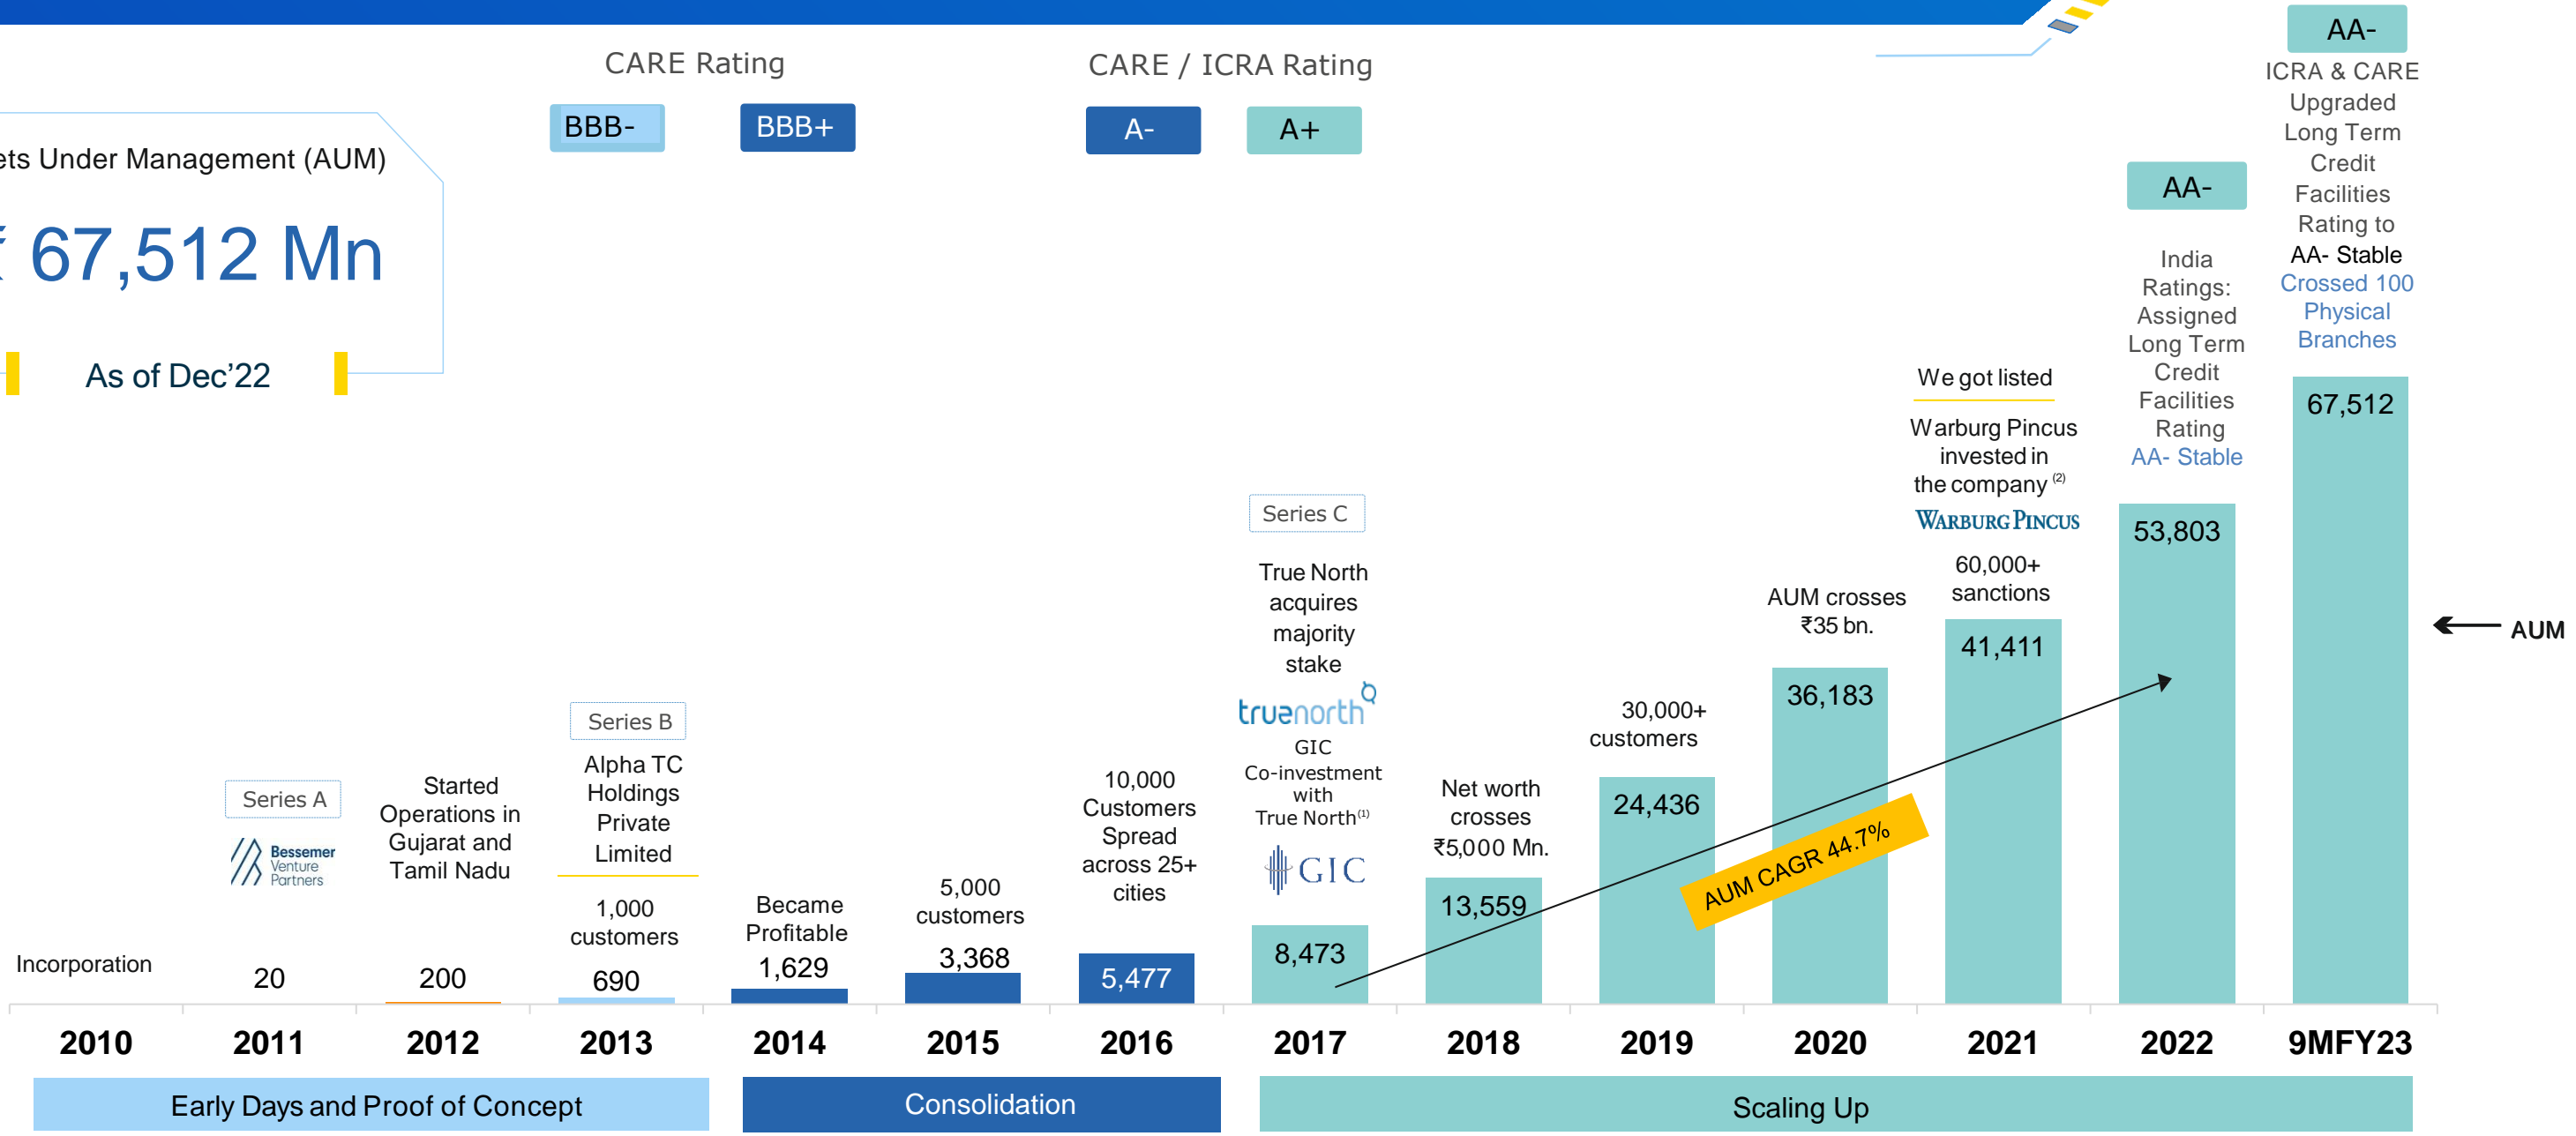 CARE Rating
CARE / ICRA Rating
BBB-
BBB+
A-
A+
AA-
ICRA & CARE
Upgraded
Long Term
Credit
Facilities
Rating to
AA- Stable
Crossed 100
Physical
Branches
Under Management (AUM)
67,512 Mn
As of Dec’22
AA-
India
Ratings:
Assigned
Long Term
Credit
Facilities
Rating
AA- Stable
We got listed
Warburg Pincus
invested in
the company (2)
WARBURG PINCUS
60,000+
sanctions
AUM crosses
₹35 bn.
30,000+
customers
Net worth
crosses
₹5,000 Mn.
Series C
True North
acquires
majority
stake
truenorth
GIC
Co-investment
with
True North(1)
GIC
10,000
Customers
Spread
across 25+
cities
5,000
customers
Became
Profitable
Series B
Alpha TC
Holdings
Private
Limited
1,000
customers
Started
Operations in
Gujarat and
Tamil Nadu
Series A
Bessemer
Venture
Partners
Incorporation
20
200
690
1,629
3,368
5,477
8,473
13,559
24,436
36,183
41,411
53,803
67,512
AUM
AUM CAGR 44.7%
2010 2011 2012 2013 2014 2015 2016 2017 2018 2019 2020 2021 2022 9MFY23
Early Days and Proof of Concept
Consolidation
Scaling Up